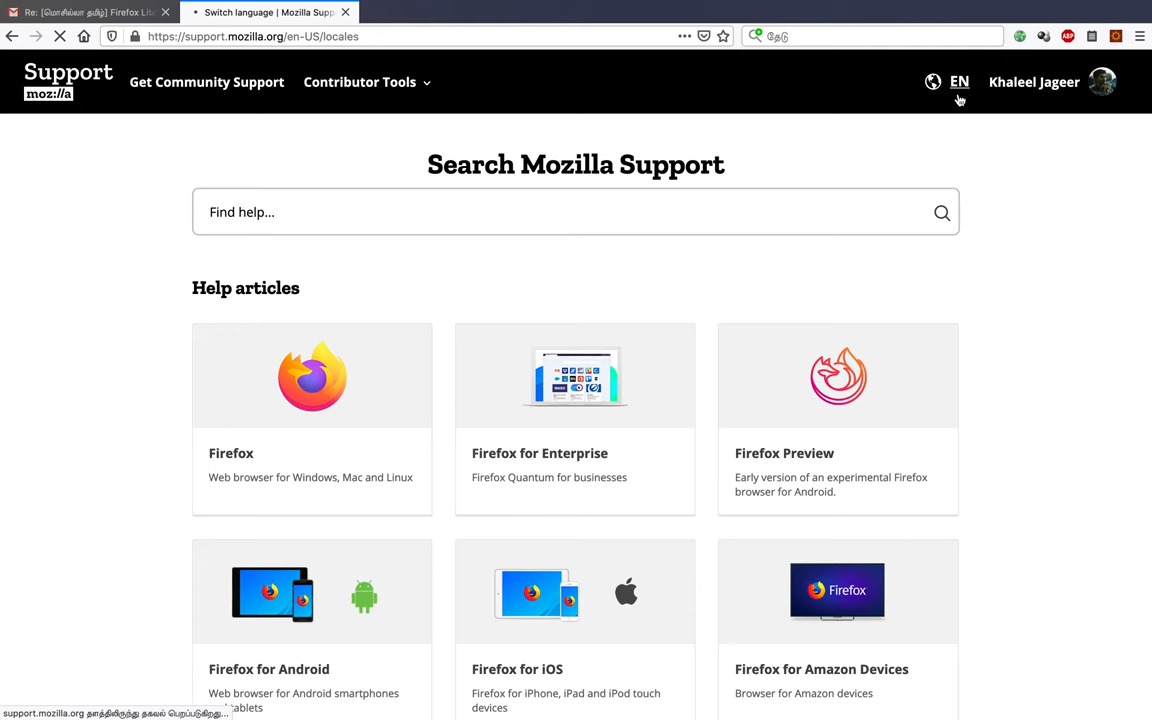 Re: [மொசில்லா தமிழ்] Firefox Lite
Switch language | Mozilla Supp
https://support.mozilla.org/en-US/locales
தேடு
ABP
Support
moz://a
Get Community Support
Contributor Tools
EN
Khaleel Jageer
Search Mozilla Support
Find help...
Help articles
Firefox
Web browser for Windows, Mac and Linux
Firefox for Enterprise
Firefox Quantum for businesses
Firefox Preview
Early version of an experimental Firefox
browser for Android.
Firefox
Firefox for Android
Web browser for Android smartphones
tablets
Firefox for iOS
Firefox for iPhone, iPad and iPod touch
devices
Firefox for Amazon Devices
Browser for Amazon devices
support.mozilla.org தளத்திலிருந்து தகவல் பெறப்படுகிறது...